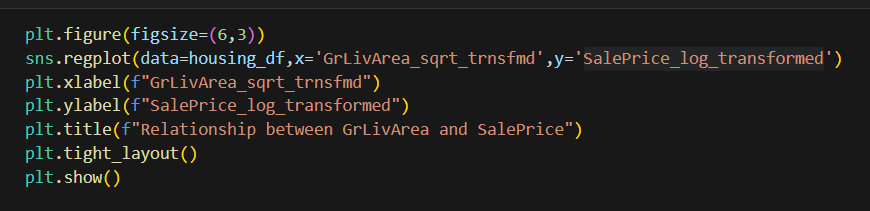 plt.figure(figsize=(6,3))
sns.regplot(data=housing_df,x='GrLivArea_sqrt_trnsfmd',y='SalePrice_log_transformed')
plt.xlabel(f"GrLivArea_sqrt_trnsfmd")
plt.ylabel(f"SalePrice_log_transformed")
plt.title(f"Relationship between GrLivArea and SalePrice")
plt.tight_layout()
plt.show()